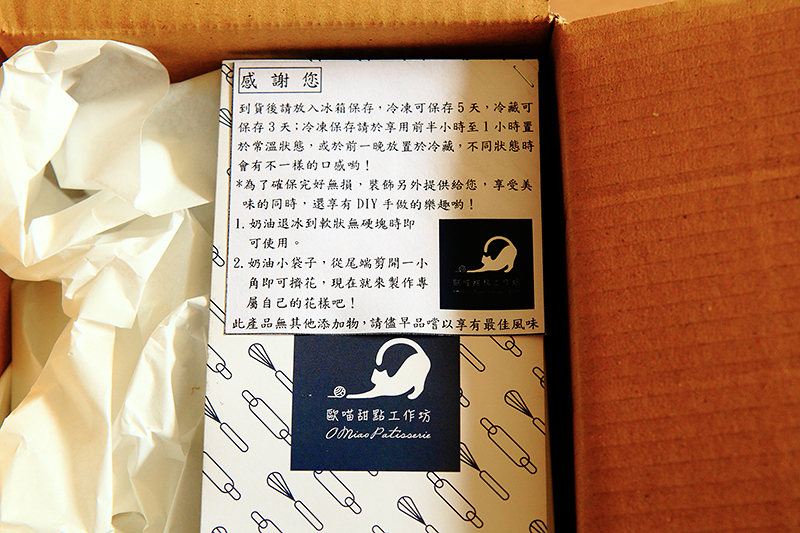 感謝您
到貨後請放入冰箱保存，冷凍可保存5天，冷藏可
保存3天；冷凍保存請於享用前半小時至1小時置
於常溫狀態，或於前一晚放置於冷藏，不同狀態時
會有不一樣的口感喲！
*為了確保完好無損，裝飾另外提供給您，享受美
味的同時，還享有DIY手做的樂趣喲！
1.奶油退冰到軟狀無硬塊時即
可使用。
2.奶油小袋子，從尾端剪開一小
角即可擠花，現在就來製作專
屬自己的花樣吧！
此產品無其他添加物，請儘早品嚐以享有最佳風味
歐喵甜點工作坊
歐喵甜點工作坊
OMiao Patisserie